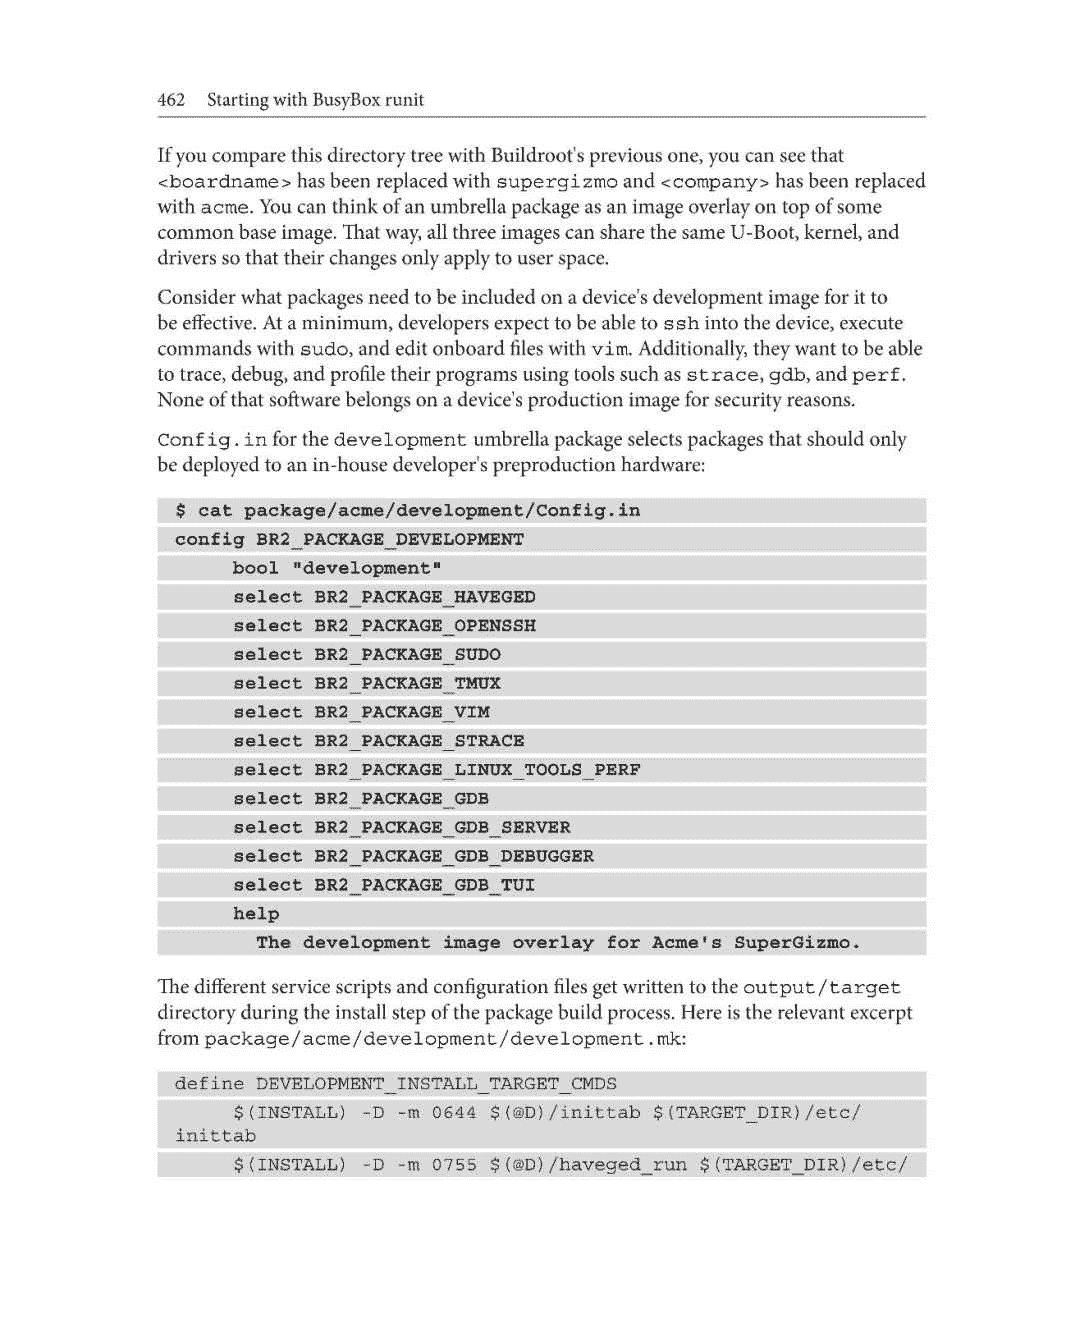 462 Starting with BusyBox runit
If you compare this directory tree with Buildroot's previous one, you can see that
<boardname> has been replaced with supergizmo and <company> has been replaced
with acme. You can think of an umbrella package as an image overlay on top of some
common base image. That way, all three images can share the same U-Boot, kernel, and
drivers so that their changes only apply to user space.
Consider what packages need to be included on a device's development image for it to
be effective. At a minimum, developers expect to be able to ssh into the device, execute
commands with sudo, and edit onboard files with vim. Additionally, they want to be able
to trace, debug, and profile their programs using tools such as strace, gdb, and perf.
None of that software belongs on a device's production image for security reasons.
Config.in for the development umbrella package selects packages that should only
be deployed to an in-house developer's preproduction hardware:
$ cat package/acme/development/Config.in
config BR2_PACKAGE_DEVELOPMENT
bool "development"
select BR2_PACKAGE_HAVEGED
select BR2_PACKAGE_OPENSSH
select BR2_PACKAGE_SUDO
select BR2_PACKAGE_TMUX
select BR2_PACKAGE_VIM
select BR2_PACKAGE_STRACE
select BR2_PACKAGE_LINUX_TOOLS_PERF
select BR2_PACKAGE_GDB
select BR2_PACKAGE_GDB_SERVER
select BR2_PACKAGE_GDB_DEBUGGER
select BR2_PACKAGE_GDB_TUI
help
The development image overlay for Acme's SuperGizmo.
The different service scripts and configuration files get written to the output/target
directory during the install step of the package build process. Here is the relevant excerpt
from package/acme/development/development.mk:
define DEVELOPMENT_INSTALL_TARGET_CMDS
$(INSTALL) -D -m 0644 $(@D)/inittab $(TARGET_DIR)/etc/
inittab
$(INSTALL) -D -m 0755 $(@D)/haveged_run $(TARGET_DIR)/etc/